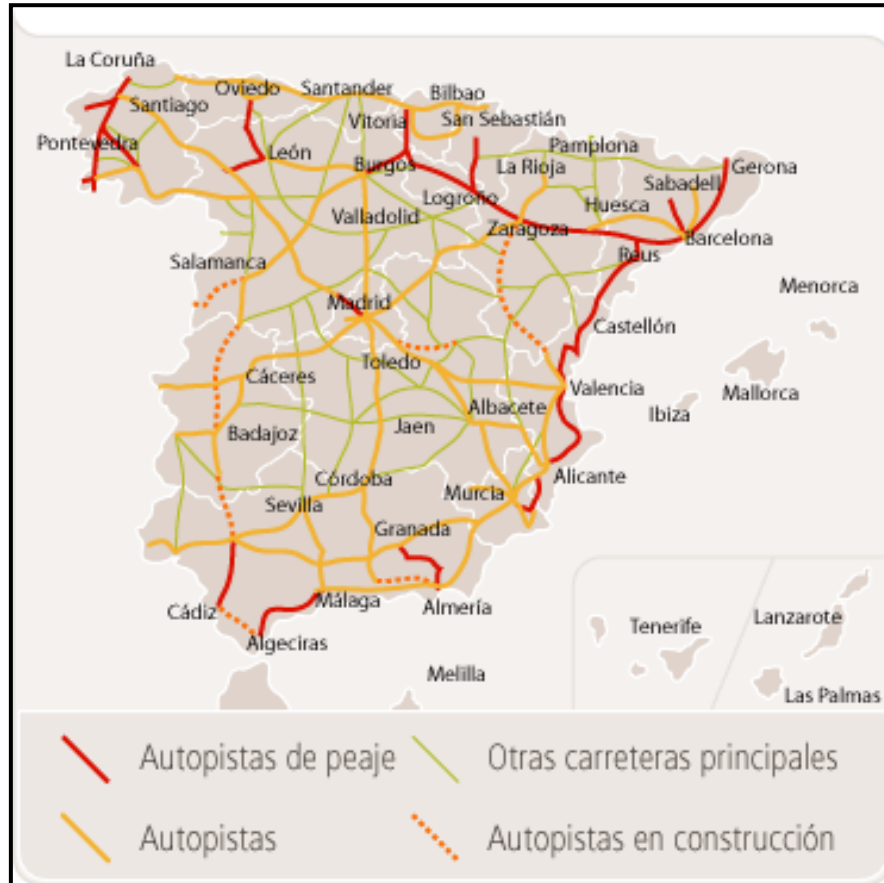 La Coruña
Oviedo
Santander
Bilbao
Santiago
Vitoria
San Sebastián
Pontevedra
León
Burgos
Pamplona
La Rioja
Gerona
Sabadell
Logroño
Huesca
Valladolid
Zaragoza
Barcelona
Reus
Salamanca
Menorca
Madrid
Castellón
Toledo
Cáceres
Valencia
Mallorca
Albacete
Ibiza
Badajoz
Jaen
Alicante
Córdoba
Murcia
Sevilla
Granada
Cádiz
Málaga
Almería
Algeciras
Tenerife
Lanzarote
Melilla
Las Palmas
Autopistas de peaje
Otras carreteras principales
Autopistas
Autopistas en construcción